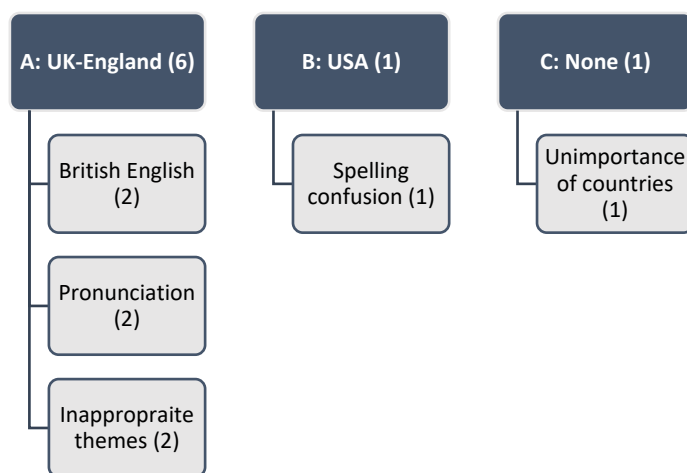 A: UK-England (6)
British English
(2)
Pronunciation
(2)
Inappropraite
themes (2)
B: USA (1)
Spelling
confusion (1)
C: None (1)
Unimportance
of countries
(1)